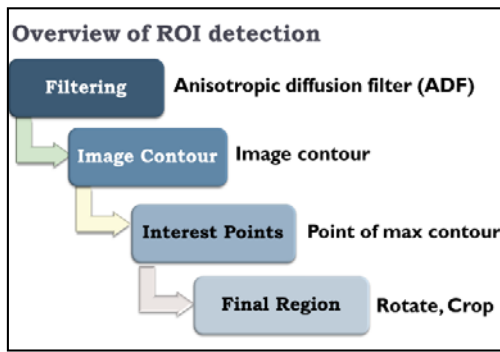 Overview of ROI detection
Filtering Anisotropic diffusion filter (ADF)
Image Contour Image contour
Interest Points Point of max contour
Final Region Rotate, Crop